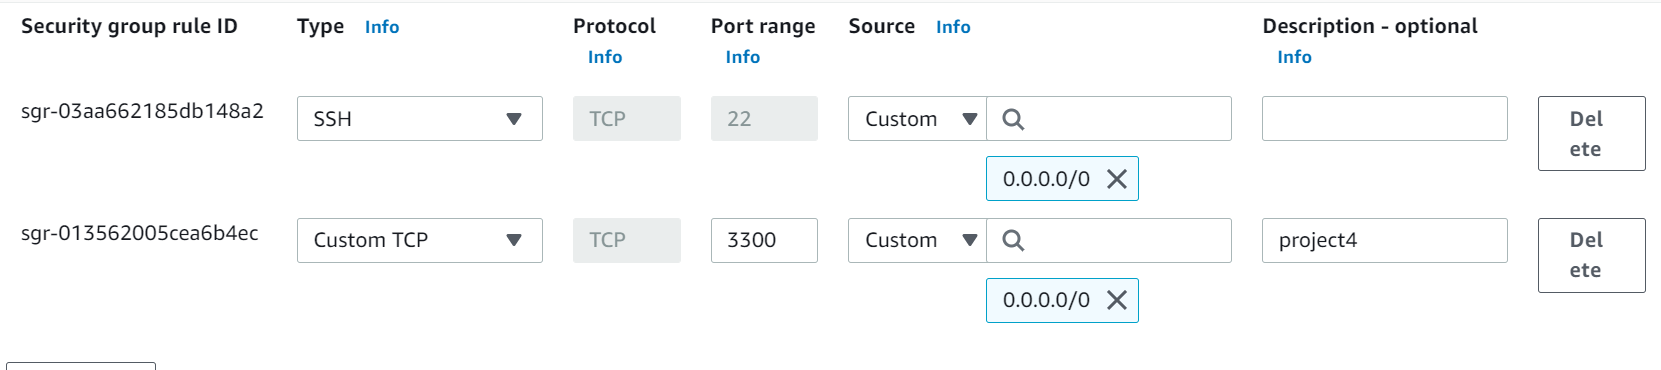 Security group rule ID Type Info Protocol Port range Source Info Description - optional
Info Info Info
sgr-03aa662185db148a2 SSH TCP 22 Custom Del
ete
0.0.0.0/0
sgr-013562005cea6b4ec Custom TCP TCP 3300 Custom project4 Del
ete
0.0.0.0/0